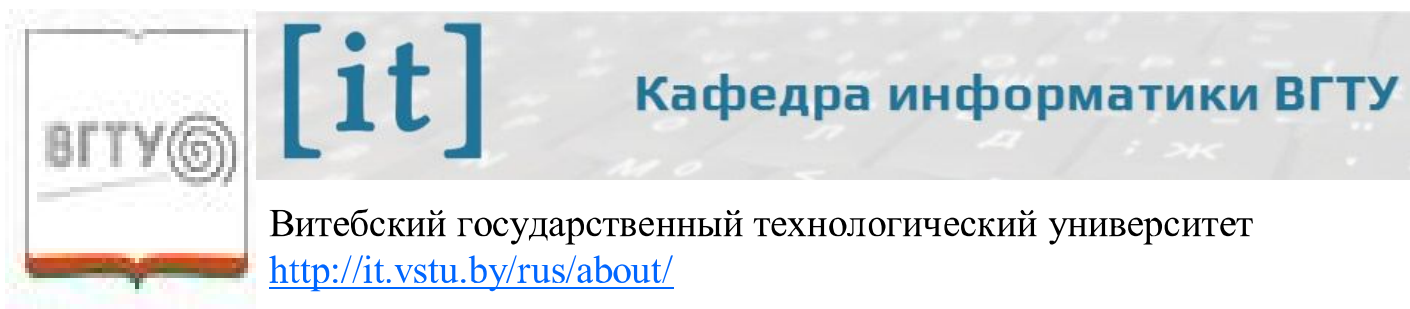 ВГТУ
[it]
Кафедра информатики ВГТУ
Витебский государственный технологический университет
http://it.vstu.by/rus/about/